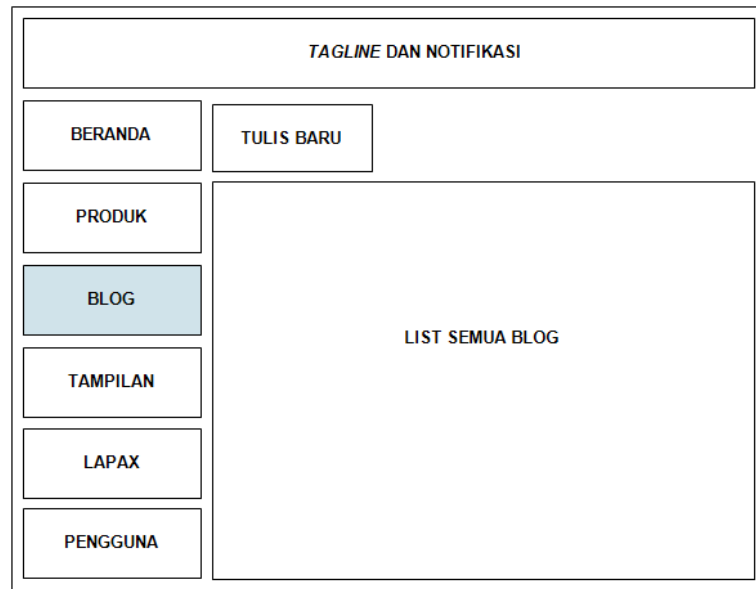 TAGLINE DAN NOTIFIKASI
BERANDA
TULIS BARU
PRODUK
BLOG
LIST SEMUA BLOG
TAMPILAN
LAPAX
PENGGUNA